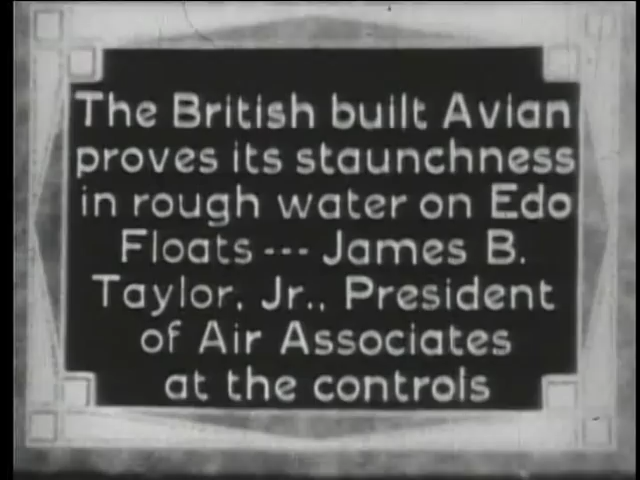 The British built Avian
proves its staunchness
in rough water on Edo
Floats --- James B.
Taylor, Jr., President
of Air Associates
at the controls